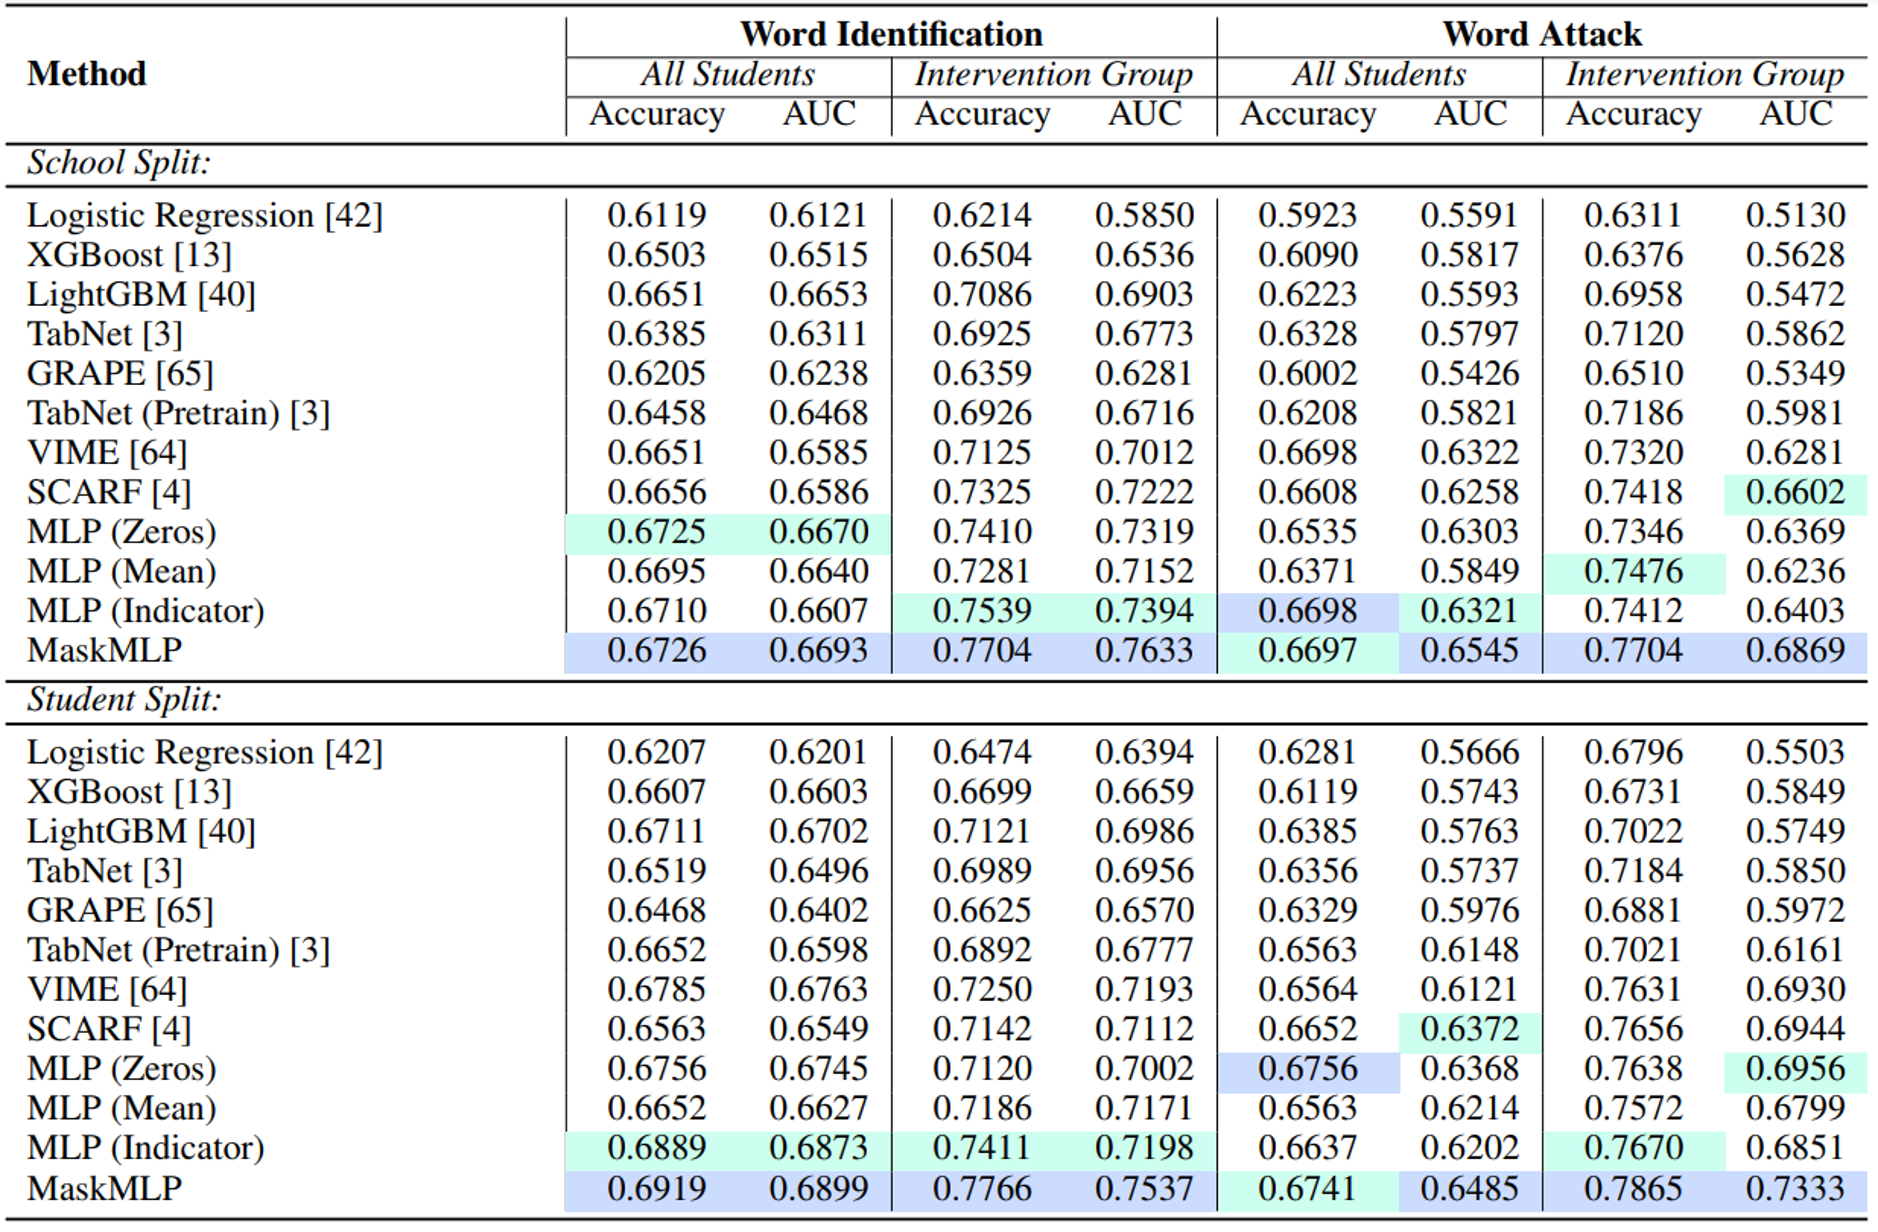 Method Word Identification Word Attack
All Students Intervention Group All Students Intervention Group
Accuracy AUC Accuracy AUC Accuracy AUC Accuracy AUC
School Split:
Logistic Regression [42] 0.6119 0.6121 0.6214 0.5850 0.5923 0.5591 0.6311 0.5130
XGBoost [13] 0.6503 0.6515 0.6504 0.6536 0.6090 0.5817 0.6376 0.5628
LightGBM [40] 0.6651 0.6653 0.7086 0.6903 0.6223 0.5593 0.6958 0.5472
TabNet [3] 0.6385 0.6311 0.6925 0.6773 0.6328 0.5797 0.7120 0.5862
GRAPE [65] 0.6205 0.6238 0.6359 0.6281 0.6002 0.5426 0.6510 0.5349
TabNet (Pretrain) [3] 0.6458 0.6468 0.6926 0.6716 0.6208 0.5821 0.7186 0.5981
VIME [64] 0.6651 0.6585 0.7125 0.7012 0.6698 0.6322 0.7320 0.6281
SCARF [4] 0.6656 0.6586 0.7325 0.7222 0.6608 0.6258 0.7418 0.6602
MLP (Zeros) 0.6725 0.6670 0.7410 0.7319 0.6535 0.6303 0.7346 0.6369
MLP (Mean) 0.6695 0.6640 0.7281 0.7152 0.6371 0.5849 0.7476 0.6236
MLP (Indicator) 0.6710 0.6607 0.7539 0.7394 0.6698 0.6321 0.7412 0.6403
MaskMLP 0.6726 0.6693 0.7704 0.7633 0.6697 0.6545 0.7704 0.6869
Student Split:
Logistic Regression [42] 0.6207 0.6201 0.6474 0.6394 0.6281 0.5666 0.6796 0.5503
XGBoost [13] 0.6607 0.6603 0.6699 0.6659 0.6119 0.5743 0.6731 0.5849
LightGBM [40] 0.6711 0.6702 0.7121 0.6986 0.6385 0.5763 0.7022 0.5749
TabNet [3] 0.6519 0.6496 0.6989 0.6956 0.6356 0.5737 0.7184 0.5850
GRAPE [65] 0.6468 0.6402 0.6625 0.6570 0.6329 0.5976 0.6881 0.5972
TabNet (Pretrain) [3] 0.6652 0.6598 0.6892 0.6777 0.6563 0.6148 0.7021 0.6161
VIME [64] 0.6785 0.6763 0.7250 0.7193 0.6564 0.6121 0.7631 0.6930
SCARF [4] 0.6563 0.6549 0.7142 0.7112 0.6652 0.6372 0.7656 0.6944
MLP (Zeros) 0.6756 0.6745 0.7120 0.7002 0.6756 0.6368 0.7638 0.6956
MLP (Mean) 0.6652 0.6627 0.7186 0.7171 0.6563 0.6214 0.7572 0.6799
MLP (Indicator) 0.6889 0.6873 0.7411 0.7198 0.6637 0.6202 0.7670 0.6851
MaskMLP 0.6919 0.6899 0.7766 0.7537 0.6741 0.6485 0.7865 0.7333